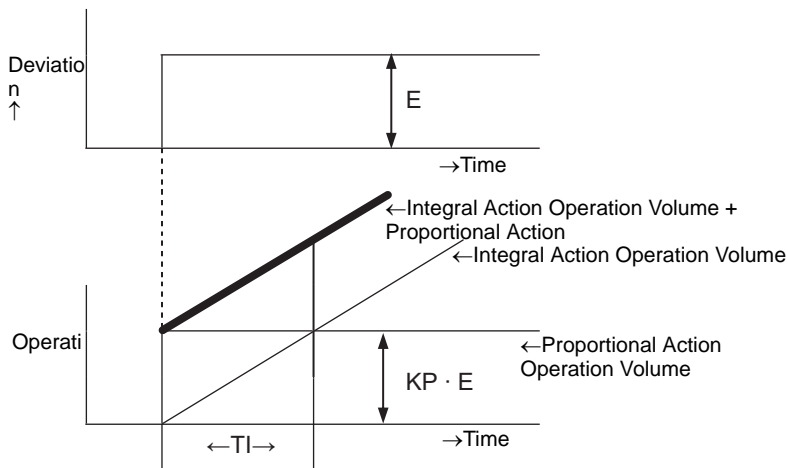 Deviatio
n
↑
E
→Time
←Integral Action Operation Volume +
Proportional Action
←Integral Action Operation Volume
Operati
←Proportional Action
Operation Volume
KP · E
←TI→
→Time